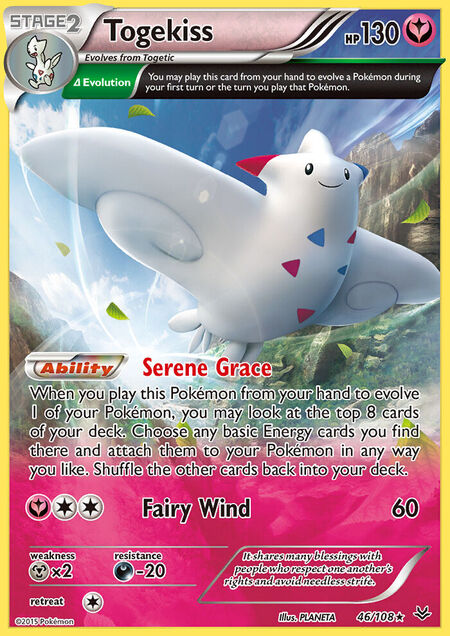 STAGE2
Togekiss
HP130
Evolves from Togetic
Δ Evolution
You may play this card from your hand to evolve a Pokémon during
your first turn or the turn you play that Pokémon.
Ability Serene Grace
When you play this Pokémon from your hand to evolve
1 of your Pokémon, you may look at the top 8 cards
of your deck. Choose any basic Energy cards you find
there and attach them to your Pokémon in any way
you like. Shuffle the other cards back into your deck.
Fairy Wind 60
weakness
×2
resistance
-20
retreat
It shares many blessings with
people who respect one another's
rights and avoid needless strife.
©2015 Pokémon
Illus. PLANETA
46/108★